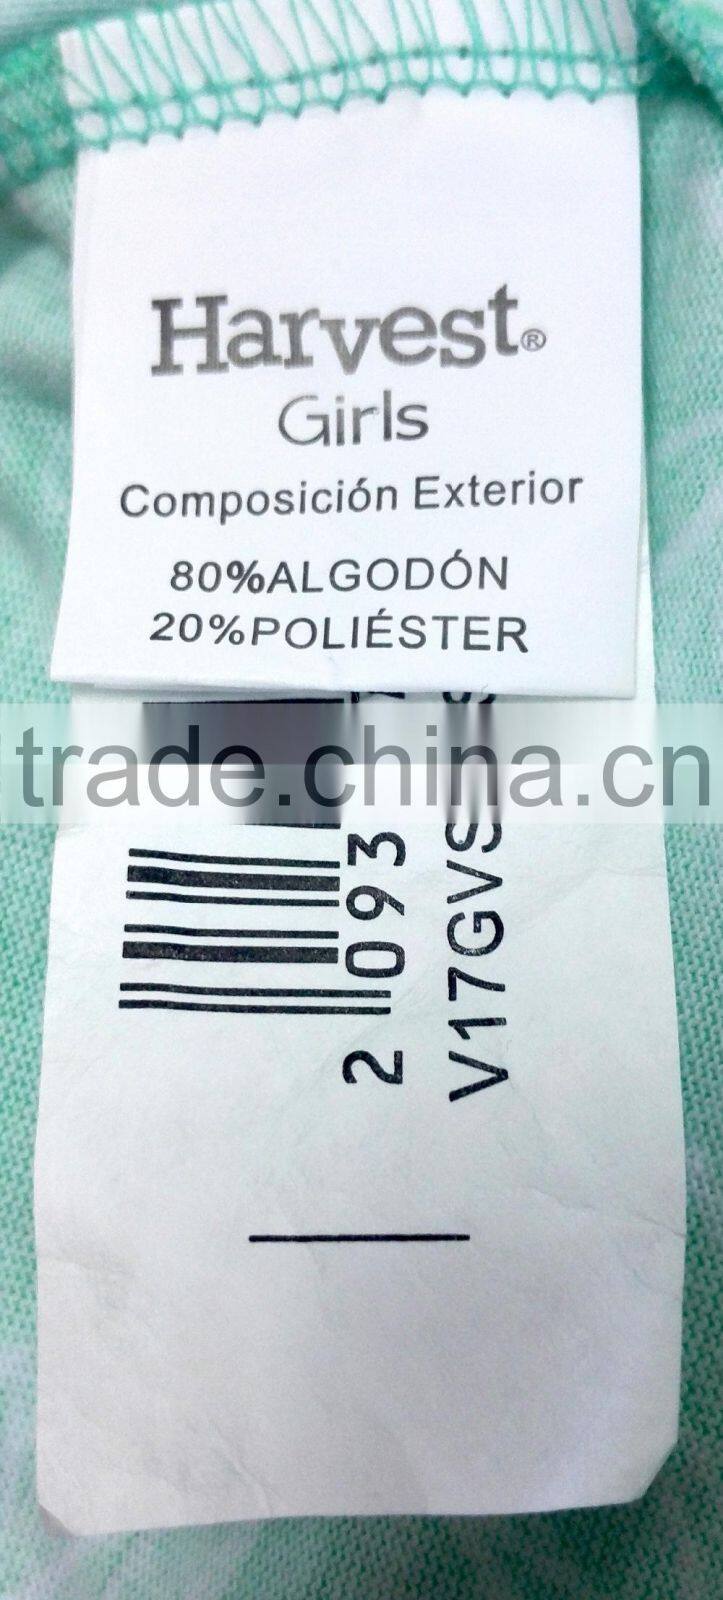 Harvest®
Girls
Composición Exterior
80%ALGODÓN
20%POLIÉSTER
trade.china.cn
2 093
V17GVS